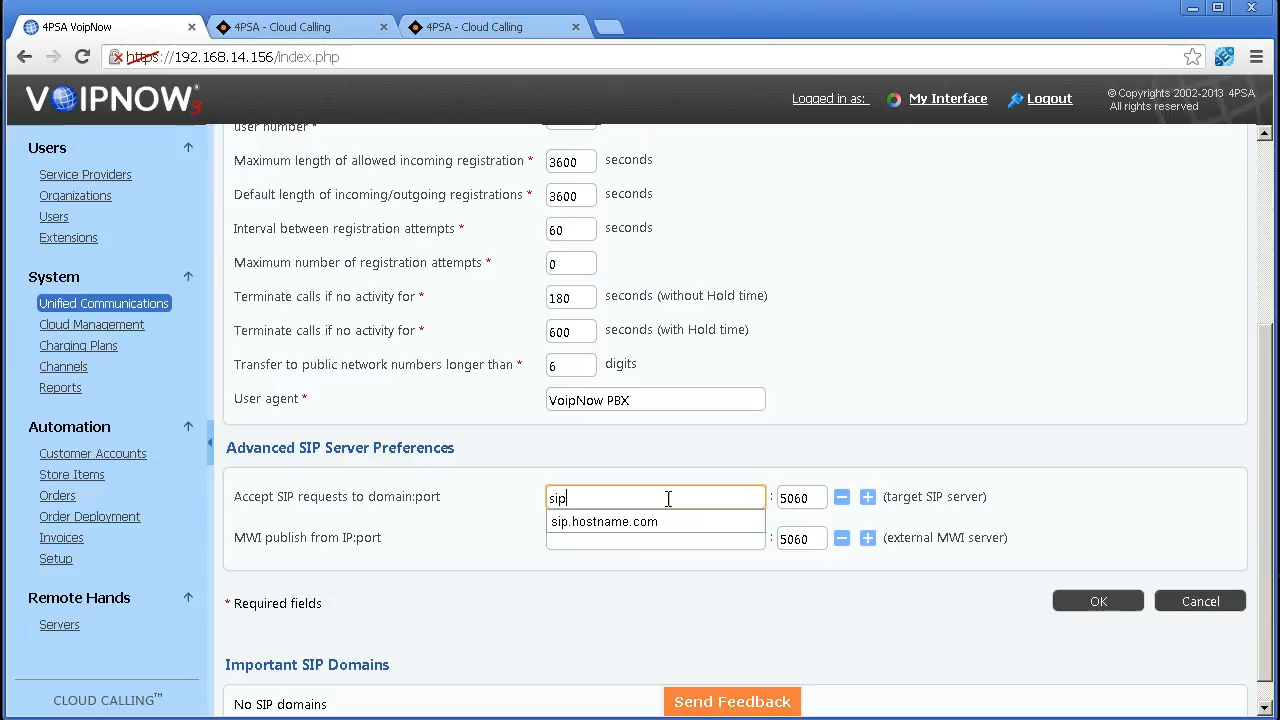 4PSA VoipNow
4PSA - Cloud Calling
4PSA - Cloud Calling
https://192.168.14.156/index.php
VOIPNOW 3
Logged in as:
My Interface
Logout
© Copyrights 2002-2013 4PSA
All rights reserved
Users
Service Providers
Organizations
Users
Extensions
System
Unified Communications
Cloud Management
Charging Plans
Channels
Reports
Automation
Customer Accounts
Store Items
Orders
Order Deployment
Invoices
Setup
Remote Hands
Servers
CLOUD CALLING™
user number *
Maximum length of allowed incoming registration * 3600 seconds
Default length of incoming/outgoing registrations * 3600 seconds
Interval between registration attempts * 60 seconds
Maximum number of registration attempts * 0
Terminate calls if no activity for * 180 seconds (without Hold time)
Terminate calls if no activity for * 600 seconds (with Hold time)
Transfer to public network numbers longer than * 6 digits
User agent * VoipNow PBX
Advanced SIP Server Preferences
Accept SIP requests to domain:port sip : 5060 (target SIP server)
sip.hostname.com
MWI publish from IP:port : 5060 (external MWI server)
* Required fields
OK
Cancel
Important SIP Domains
No SIP domains
Send Feedback